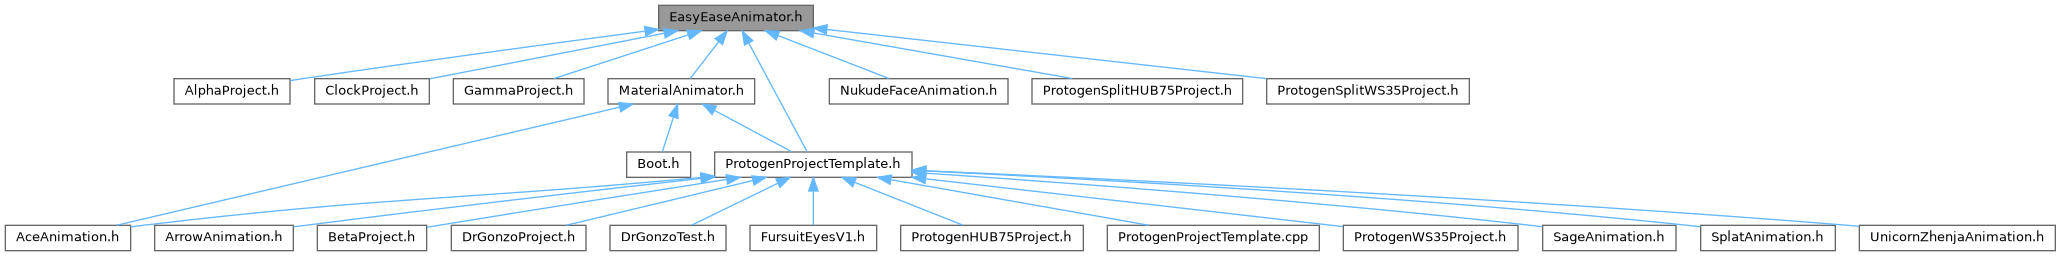 EasyEaseAnimator.h
AlphaProject.h
ClockProject.h
GammaProject.h
MaterialAnimator.h
NukudeFaceAnimation.h
ProtogenSplitHUB75Project.h
ProtogenSplitWS35Project.h
Boot.h
ProtogenProjectTemplate.h
AceAnimation.h
ArrowAnimation.h
BetaProject.h
DrGonzoProject.h
DrGonzoTest.h
FursuitEyesV1.h
ProtogenHUB75Project.h
ProtogenProjectTemplate.cpp
ProtogenWS35Project.h
SageAnimation.h
SplatAnimation.h
UnicornZhenjaAnimation.h